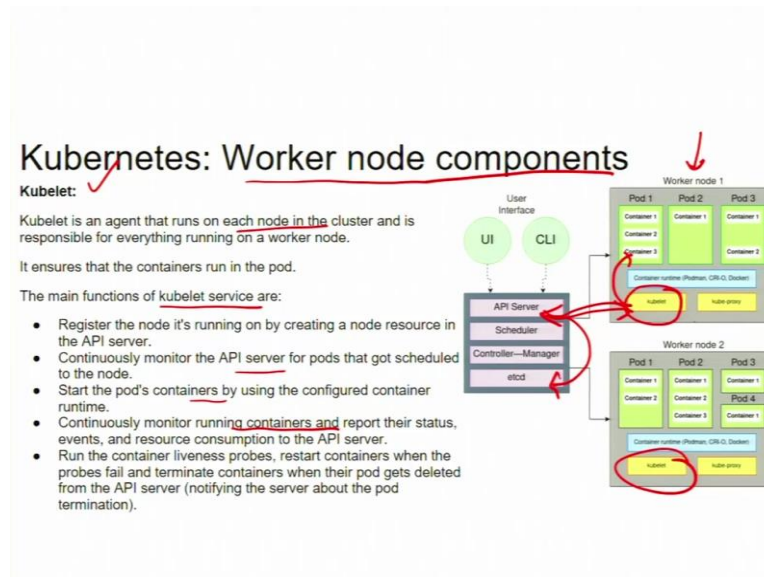 Kubernetes: Worker node components
Kubelet:
Kubelet is an agent that runs on each node in the cluster and is
responsible for everything running on a worker node.
It ensures that the containers run in the pod.
The main functions of kubelet service are:
Register the node it's running on by creating a node resource in
the API server.
Continuously monitor the API server for pods that got scheduled
to the node.
Start the pod's containers by using the configured container
runtime.
Continuously monitor running containers and report their status,
events, and resource consumption to the API server.
Run the container liveness probes, restart containers when the
probes fail and terminate containers when their pod gets deleted
from the API server (notifying the server about the pod
termination).
User
Interface
UI
CLI
API Server
Scheduler
Controller—Manager
etcd
Worker node 1
Pod 1
Pod 2
Pod 3
Container 1
Container 1
Container 1
Container 2
Container 3
Container 2
Container runtime (Podman, CRI-O, Docker)
kubelet
kube-proxy
Worker node 2
Pod 1
Pod 2
Pod 3
Container 1
Container 1
Container 1
Container 2
Container 2
Pod 4
Container 3
Container 1
Container runtime (Podman, CRI-O, Docker)
kubelet
kube-proxy